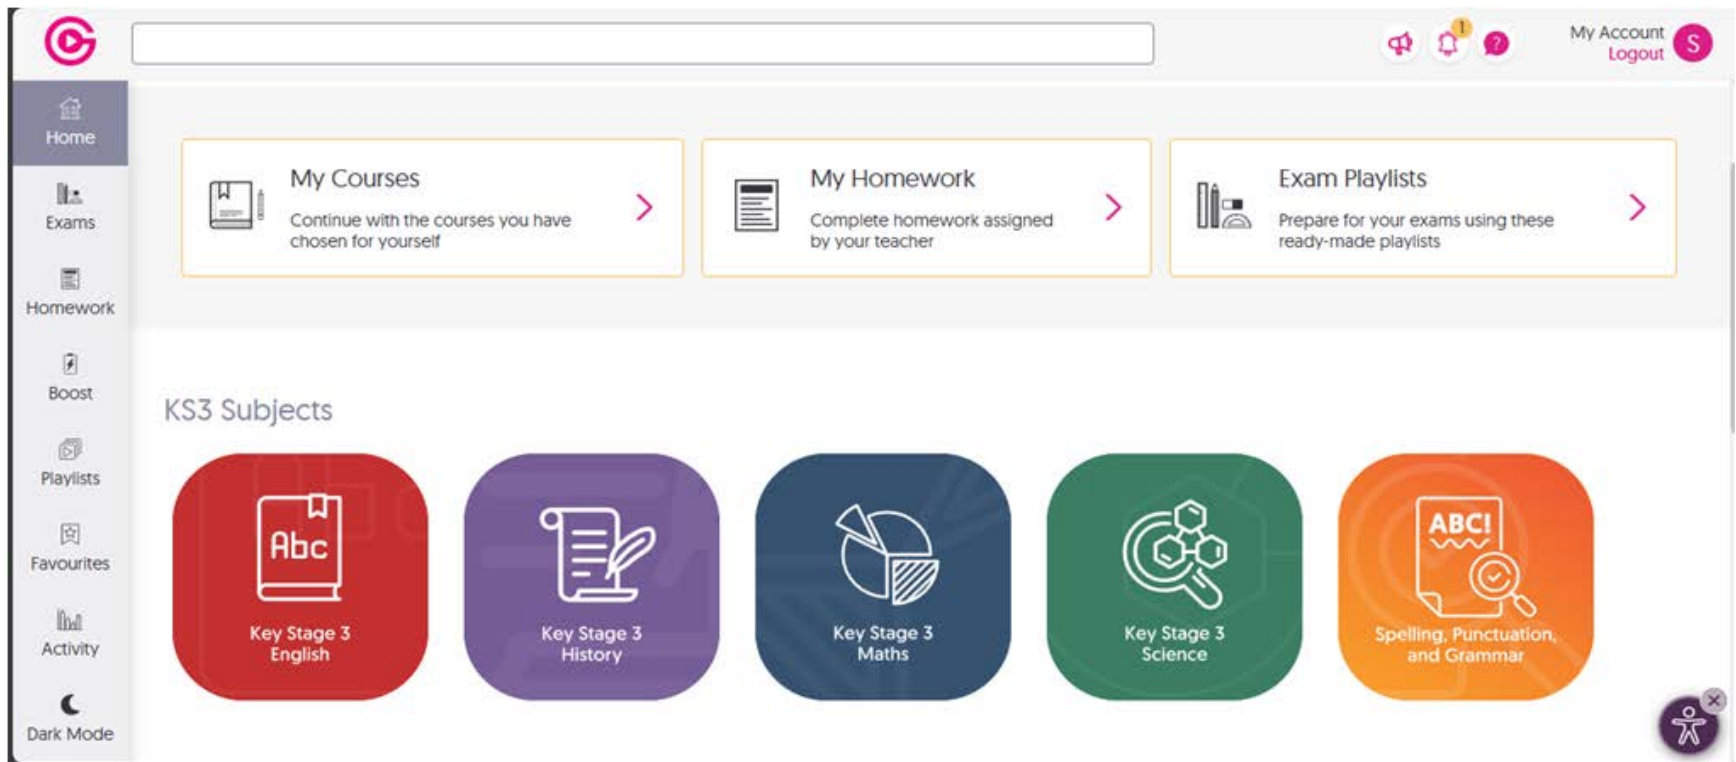 1
?
My Account
Logout
S
Home
Exams
Homework
Boost
Playlists
Favourites
Activity
Dark Mode
My Courses
Continue with the courses you have
chosen for yourself
My Homework
Complete homework assigned
by your teacher
Exam Playlists
Prepare for your exams using these
ready-made playlists
KS3 Subjects
Abc
Key Stage 3
English
Key Stage 3
History
Key Stage 3
Maths
Key Stage 3
Science
ABC!
Spelling, Punctuation,
and Grammar